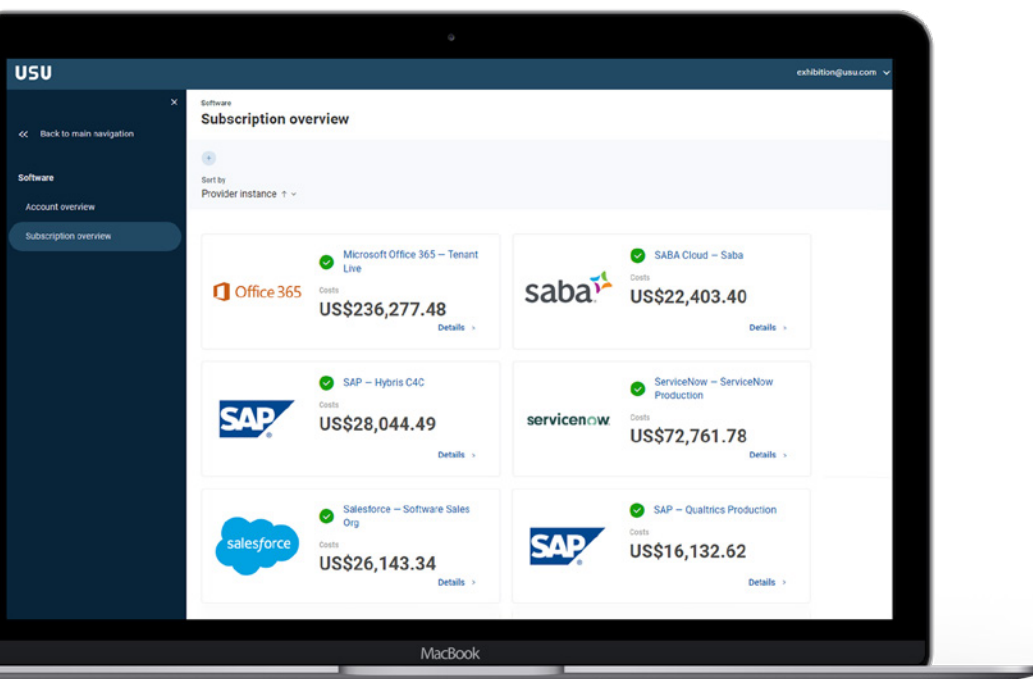 USU
exhibition@usu.com
Back to main navigation
Software
Account overview
Subscription overview
Software
Subscription overview
Sort by
Provider instance
Office 365
Microsoft Office 365 – Tenant
Live
Costs
US$236,277.48
Details
saba
SABA Cloud – Saba
Costs
US$22,403.40
Details
SAP
SAP – Hybris C4C
Costs
US$28,044.49
Details
servicenow
ServiceNow – ServiceNow
Production
Costs
US$72,761.78
Details
salesforce
Salesforce – Software Sales
Org
Costs
US$26,143.34
Details
SAP
SAP – Qualtrics Production
Costs
US$16,132.62
Details
MacBook